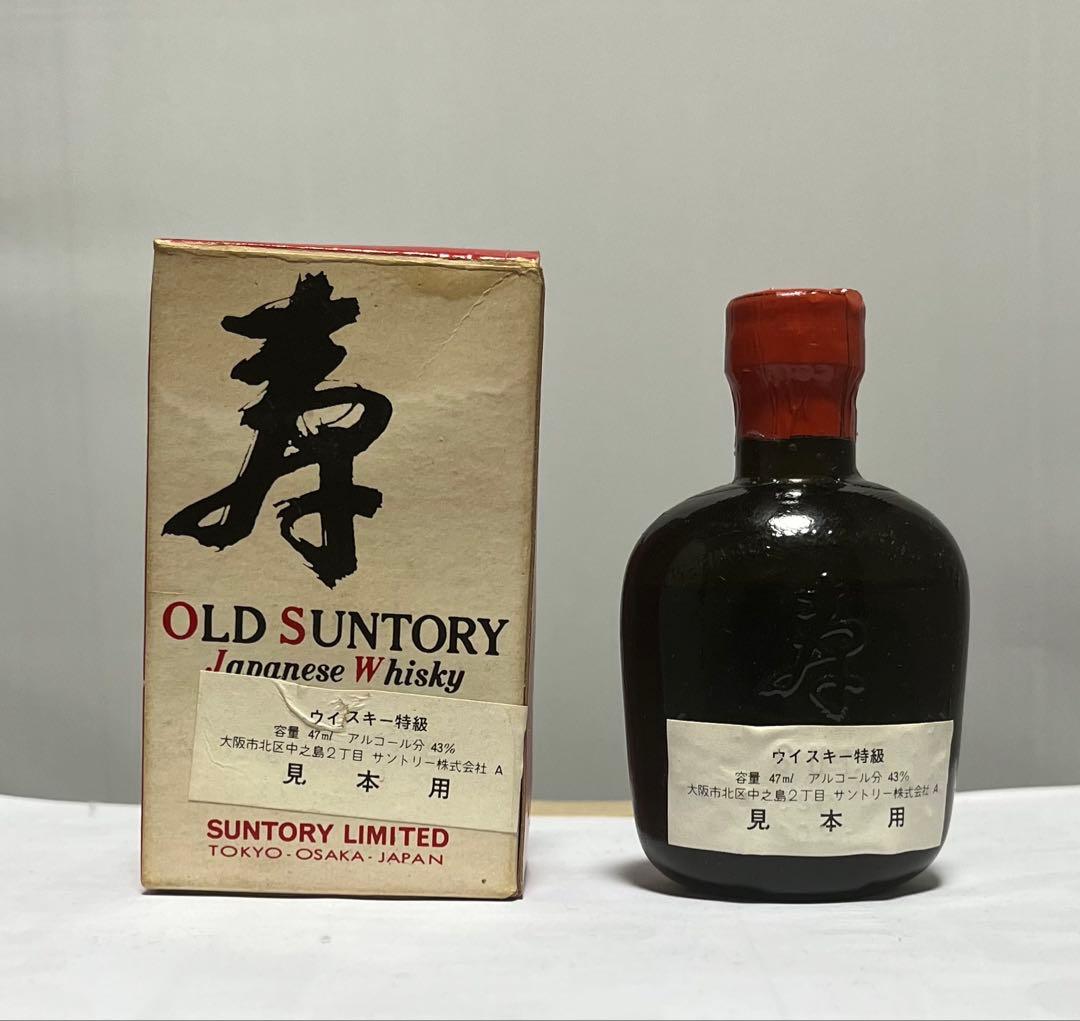 寿
OLD SUNTORY
Japanese Whisky
ウイスキー特級
容量 47ml アルコール分 43%
大阪市北区中之島2丁目 サントリー株式会社 A
見本用
SUNTORY LIMITED
TOKYO-OSAKA-JAPAN
寿
ウイスキー特級
容量 47ml アルコール分 43%
大阪市北区中之島2丁目 サントリー株式会社 A
見本用